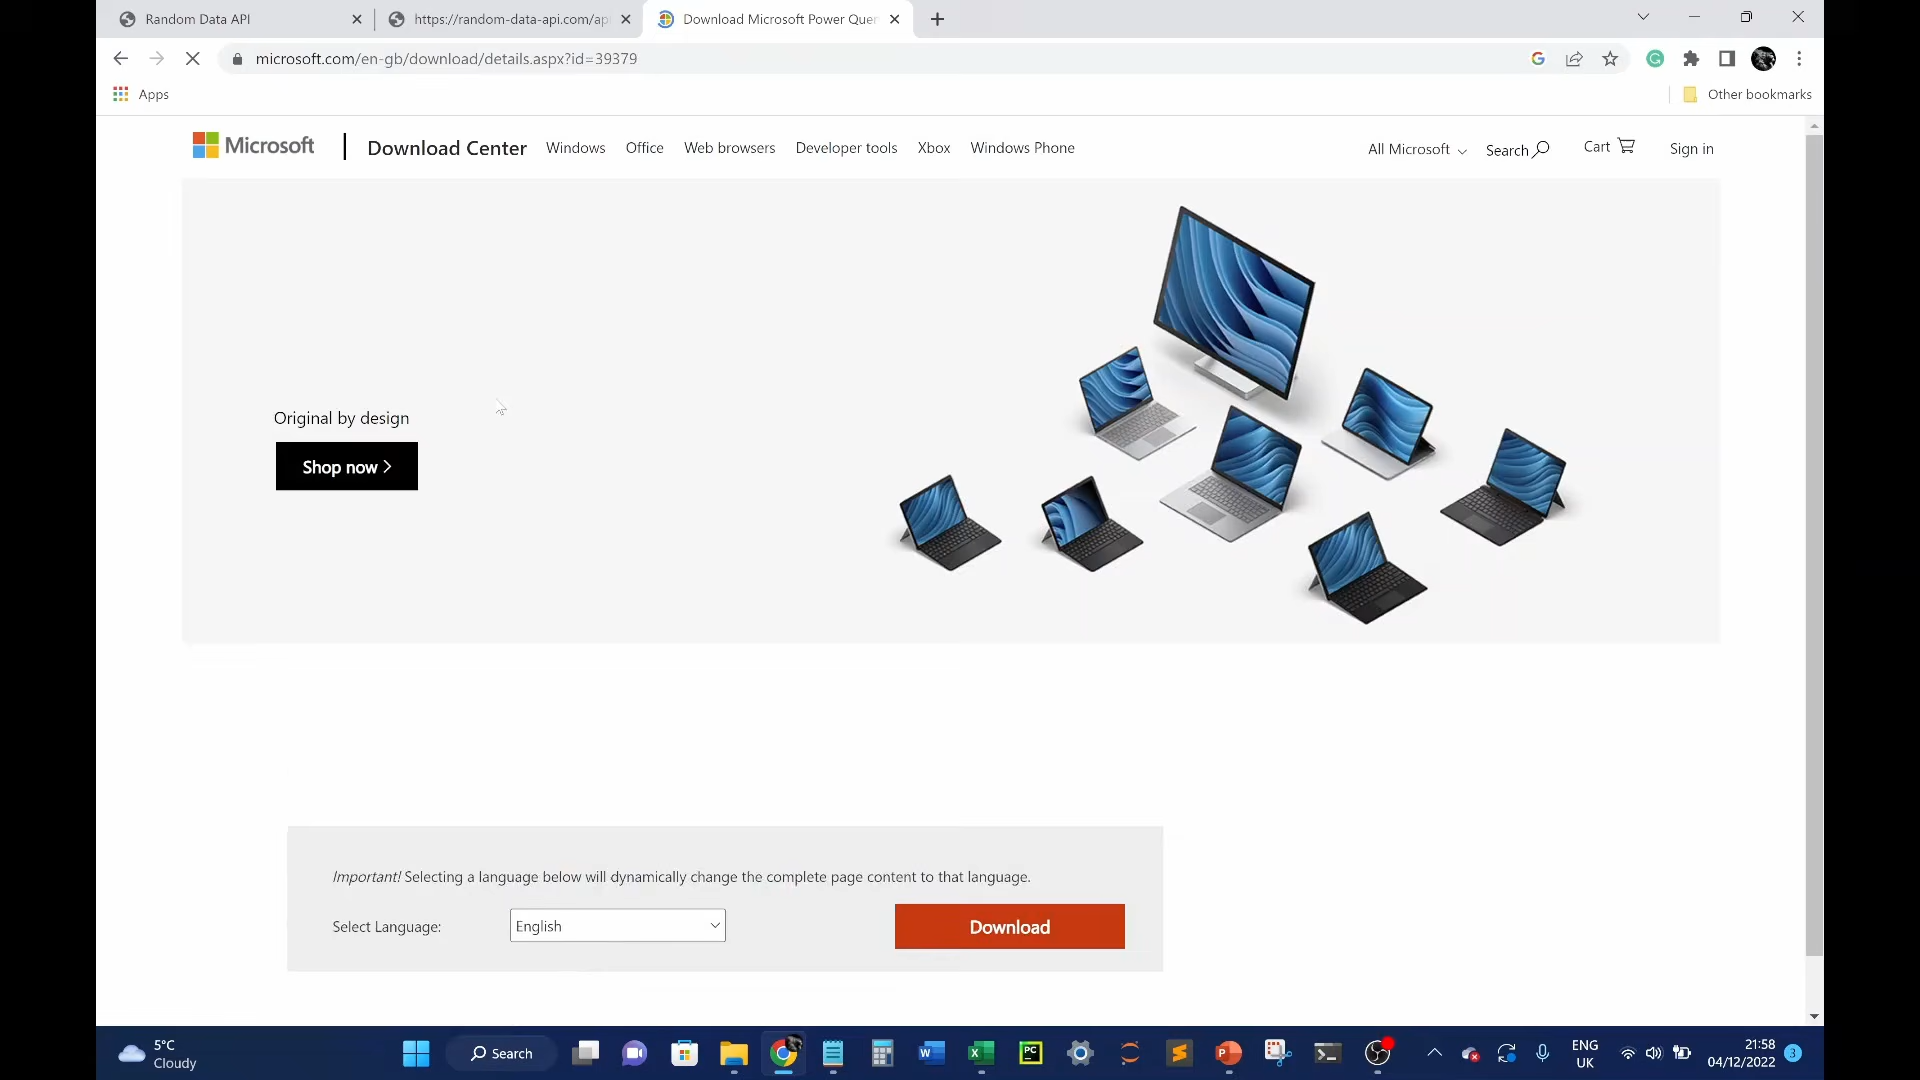 Random Data API
https://random-data-api.com/api
Download Microsoft Power Quer
microsoft.com/en-gb/download/details.aspx?id=39379
Apps
Other bookmarks
Microsoft
Download Center
Windows
Office
Web browsers
Developer tools
Xbox
Windows Phone
All Microsoft
Search
Cart
Sign in
Original by design
Shop now
Important! Selecting a language below will dynamically change the complete page content to that language.
Select Language:
English
Download
5°C
Cloudy
Search
ENG
UK
21:58
04/12/2022
3